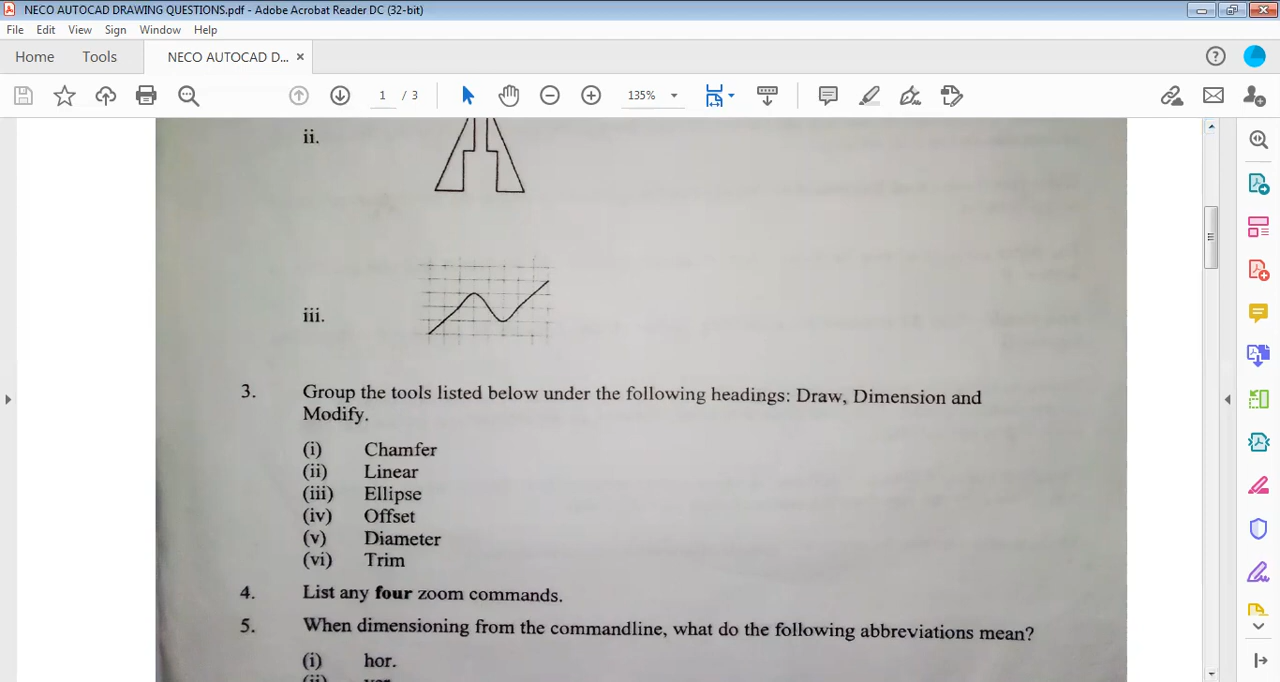 NECO AUTOCAD DRAWING QUESTIONS.pdf - Adobe Acrobat Reader DC (32-bit)
File Edit View Sign Window Help
Home Tools NECO AUTOCAD D... ×
1 / 3 135%
ii.
iii.
3. Group the tools listed below under the following headings: Draw, Dimension and
Modify.
(i) Chamfer
(ii) Linear
(iii) Ellipse
(iv) Offset
(v) Diameter
(vi) Trim
4. List any four zoom commands.
5. When dimensioning from the commandline, what do the following abbreviations mean?
(i) hor.